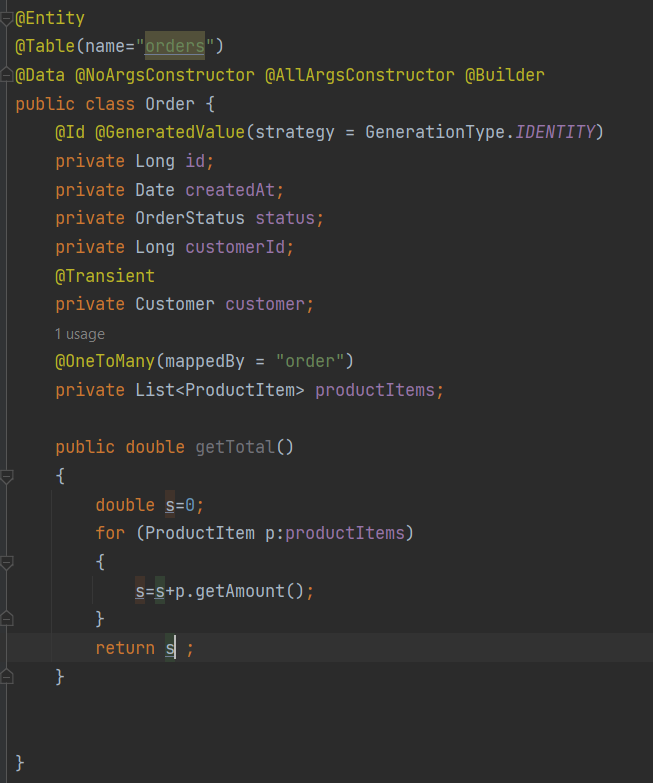 @Entity
@Table(name="orders")
@Data @NoArgsConstructor @AllArgsConstructor @Builder
public class Order {
    @Id @GeneratedValue(strategy = GenerationType.IDENTITY)
    private Long id;
    private Date createdAt;
    private OrderStatus status;
    private Long customerId;
    @Transient
    private Customer customer;
    1 usage
    @OneToMany(mappedBy = "order")
    private List<ProductItem> productItems;
    public double getTotal()
    {
        double s=0;
        for (ProductItem p:productItems)
        {
            s=s+p.getAmount();
        }
        return s ;
    }
}